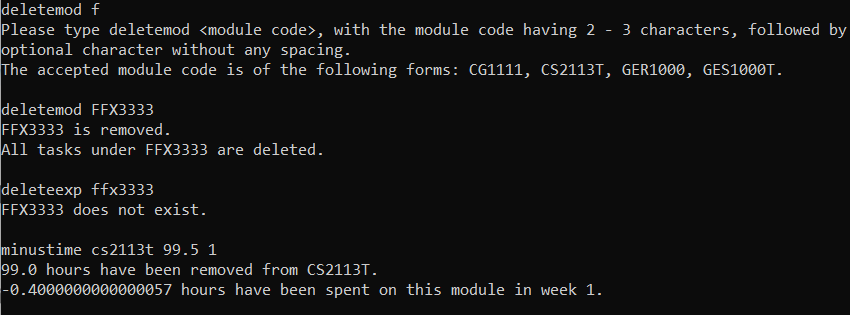 deletemod f
Please type deletemod <module code>, with the module code having 2 - 3 characters, followed by
optional character without any spacing.
The accepted module code is of the following forms: CG1111, CS2113T, GER1000, GES1000T.
deletemod FFX3333
FFX3333 is removed.
All tasks under FFX3333 are deleted.
deleteexp ffx3333
FFX3333 does not exist.
minustime cs2113t 99.5 1
99.0 hours have been removed from CS2113T.
-0.4000000000000057 hours have been spent on this module in week 1.